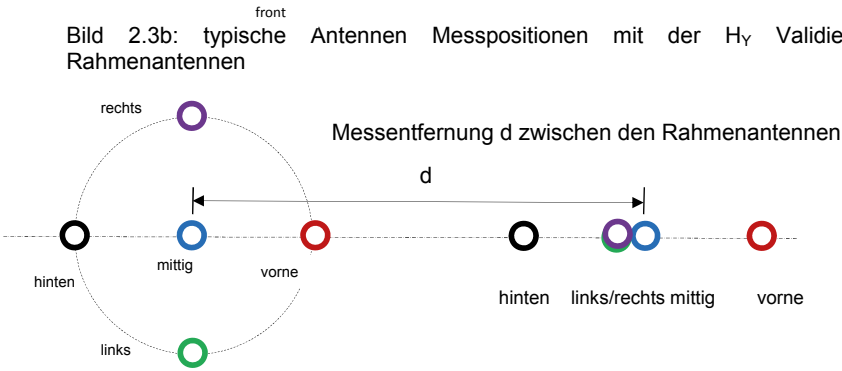 front
Bild 2.3b: typische Antennen Messpositionen mit der HY Validie
Rahmenantennen
rechts
Messentfernung d zwischen den Rahmenantennen
d
hinten
mittig
vorne
hinten links/rechts mittig vorne
links